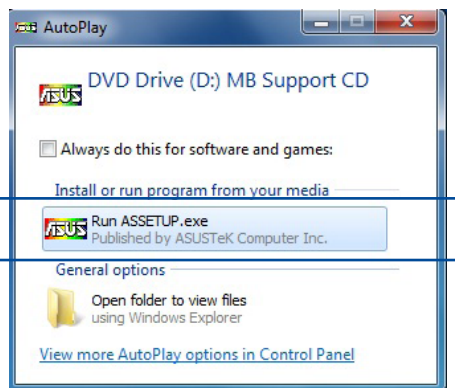 AutoPlay
DVD Drive (D:) MB Support CD
ASUS
Always do this for software and games:
Install or run program from your media
ASUS
Run ASSETUP.exe
Published by ASUSTeK Computer Inc.
General options
Open folder to view files
using Windows Explorer
View more AutoPlay options in Control Panel